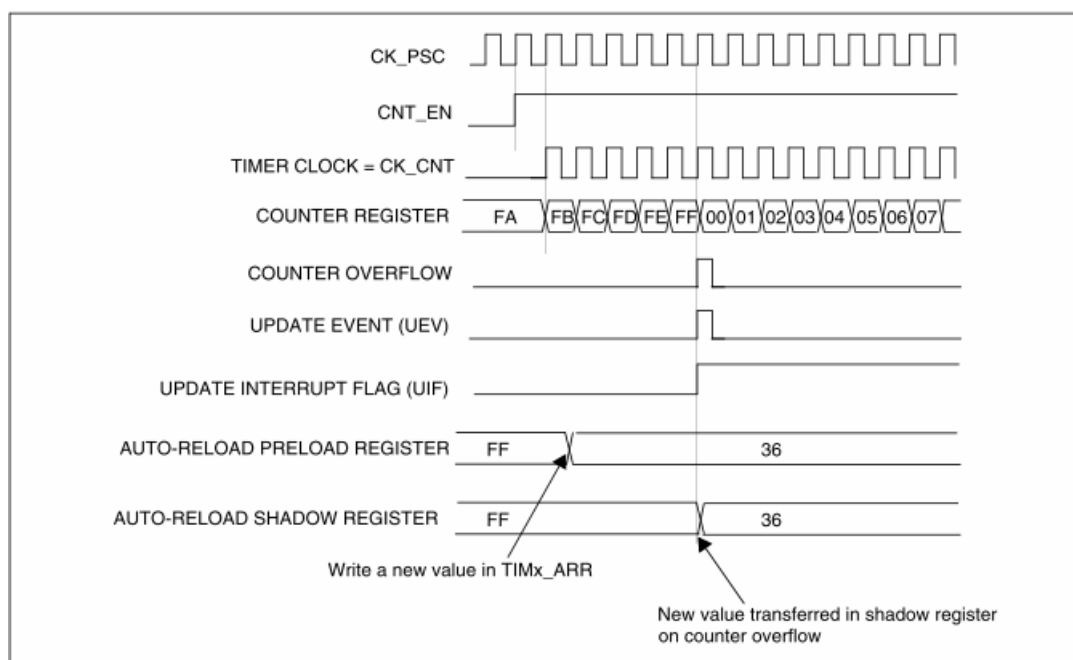 CK_PSC
CNT_EN
TIMER CLOCK = CK_CNT
COUNTER REGISTER FA FB FC FD FE FF 00 01 02 03 04 05 06 07
COUNTER OVERFLOW
UPDATE EVENT (UEV)
UPDATE INTERRUPT FLAG (UIF)
AUTO-RELOAD PRELOAD REGISTER FF 36
AUTO-RELOAD SHADOW REGISTER FF 36
Write a new value in TIMx_ARR
New value transferred in shadow register
on counter overflow